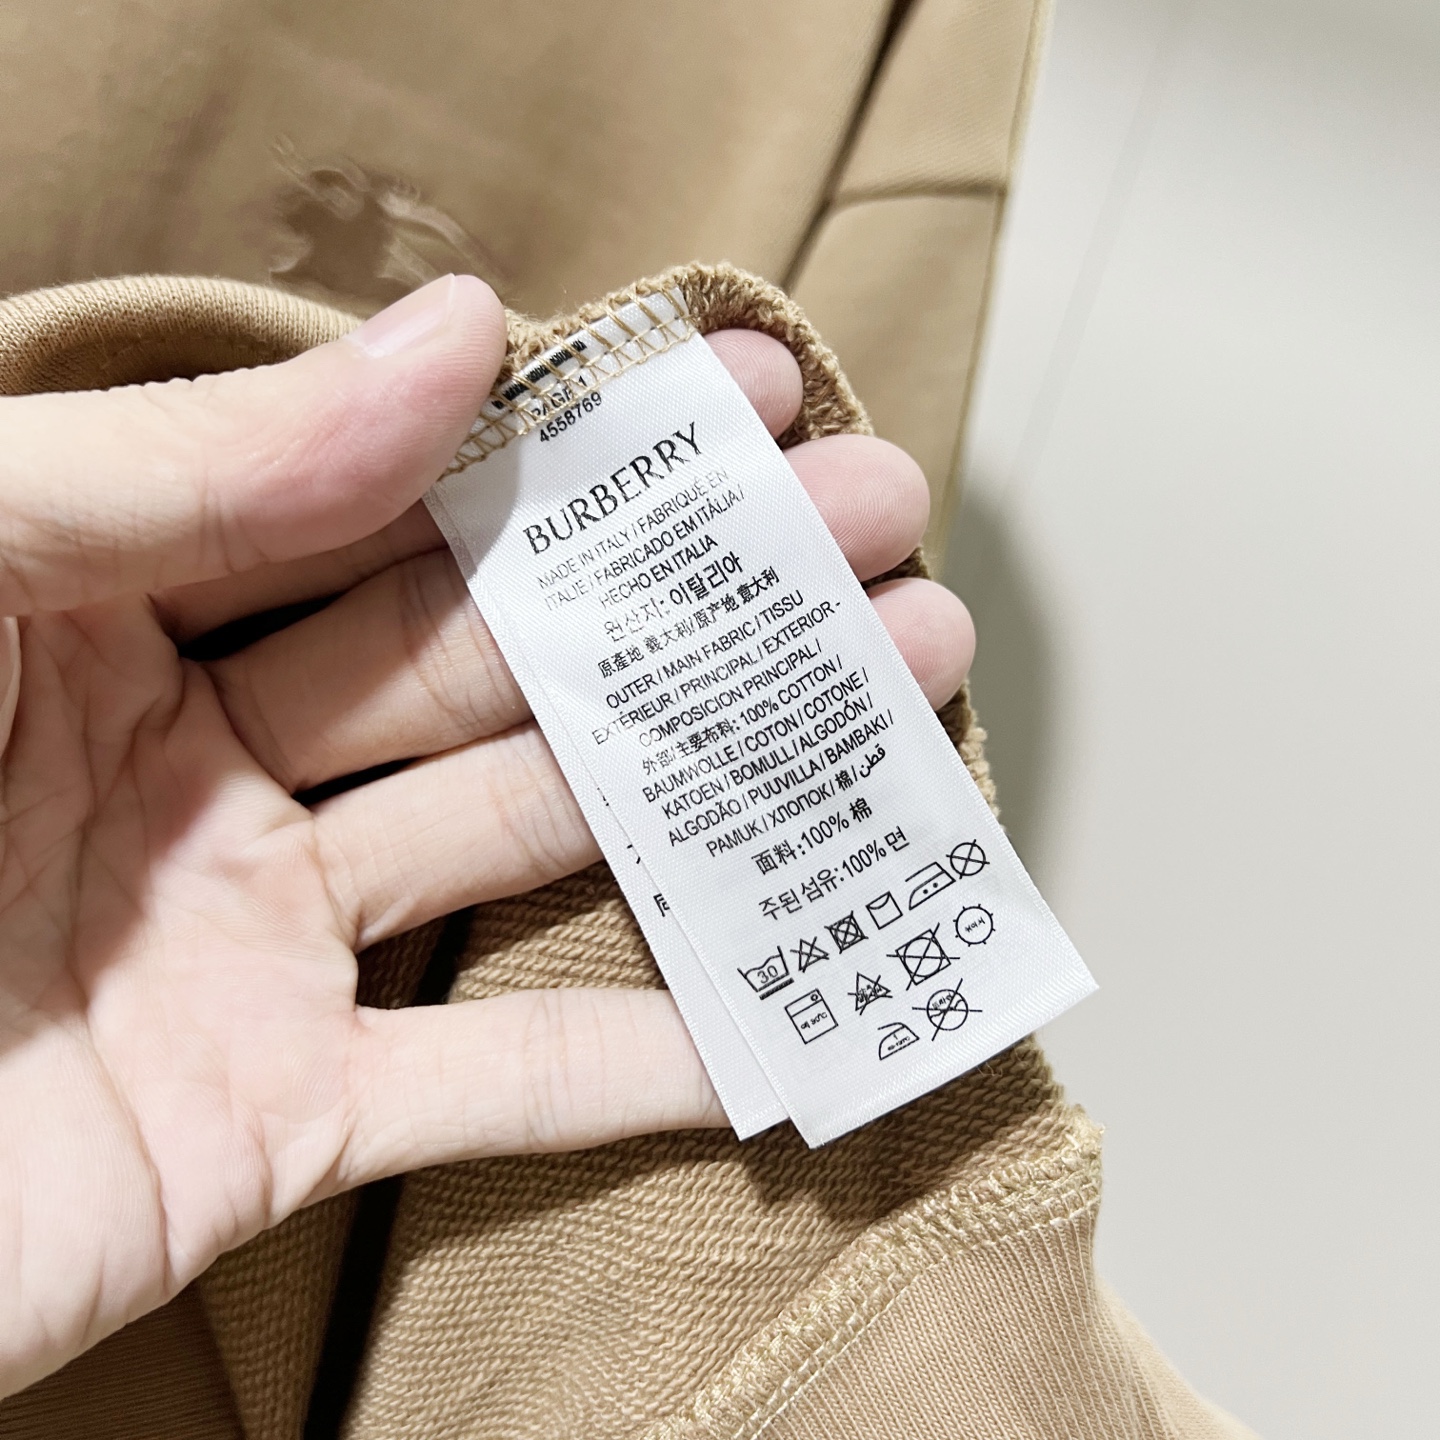 PAGE 1
4558769
BURBERRY
MADE IN ITALY / FABRIQUÉ EN
ITALIE / FABRICADO EM ITÁLIA /
HECHO EN ITALIA
원산지: 이탈리아
原產地 義大利/原产地 意大利
OUTER / MAIN FABRIC / TISSU
EXTÉRIEUR / PRINCIPAL / EXTERIOR -
COMPOSICION PRINCIPAL /
外部/主要布料: 100% COTTON /
BAUMWOLLE / COTON / COTONE /
KATOEN / BOMULL / ALGODÓN /
ALGODÃO / PUUVILLA / BAMBAKI /
PAMUK / ХЛОПОК / 棉 / قطن
面料:100% 棉
주된 섬유:100% 면
30